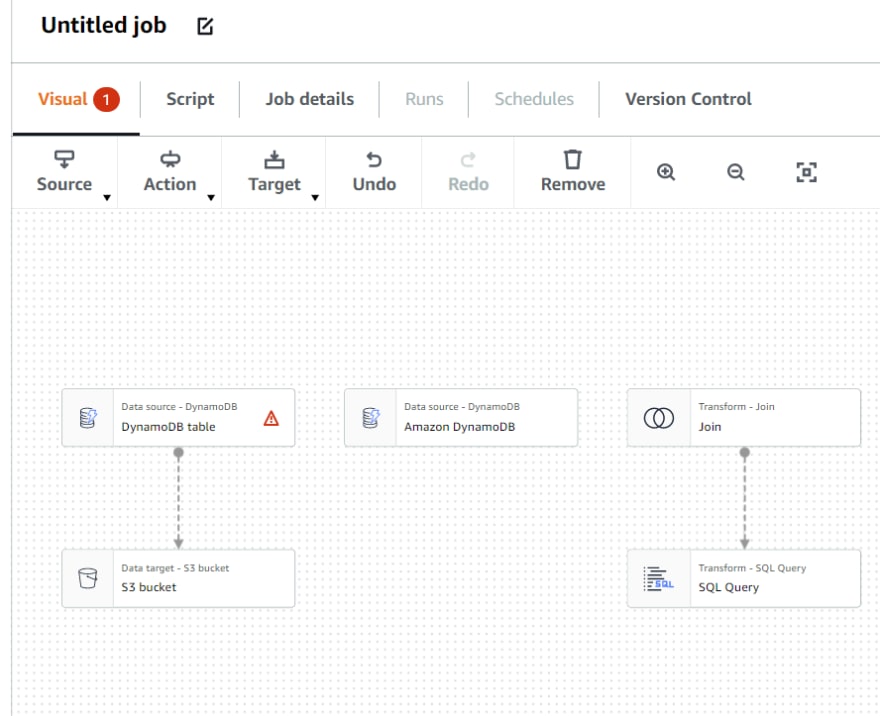 Untitled job
Visual 1 Script Job details Runs Schedules Version Control
Source Action Target Undo Redo Remove
Data source - DynamoDB
DynamoDB table
Data source - DynamoDB
Amazon DynamoDB
Transform - Join
Join
Data target - S3 bucket
S3 bucket
SQL
Transform - SQL Query
SQL Query